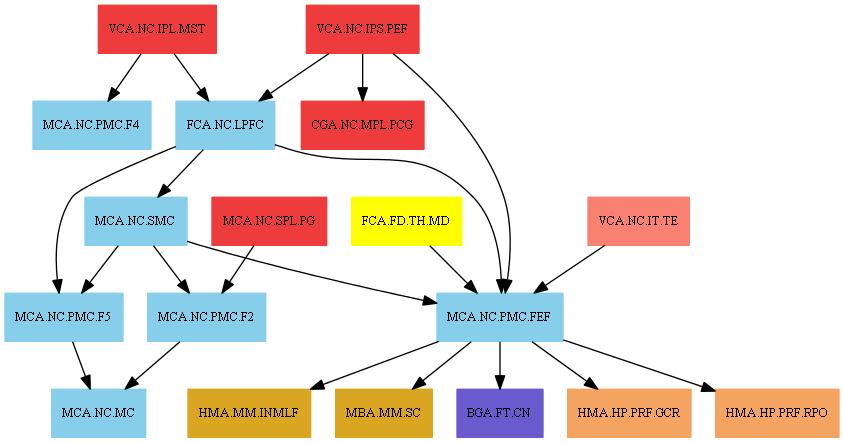 VCA.NC.IPL.MST
VCA.NC.IPS.PEF
MCA.NC.PMC.F4
FCA.NC.LPFC
CGA.NC.MPL.PCG
MCA.NC.SMC
MCA.NC.SPL.PG
FCA.FD.TH.MD
VCA.NC.IT.TE
MCA.NC.PMC.F5
MCA.NC.PMC.F2
MCA.NC.PMC.FEF
MCA.NC.MC
HMA.MM.INMLF
MBA.MM.SC
BGA.FT.CN
HMA.HP.PRF.GCR
HMA.HP.PRF.RPO